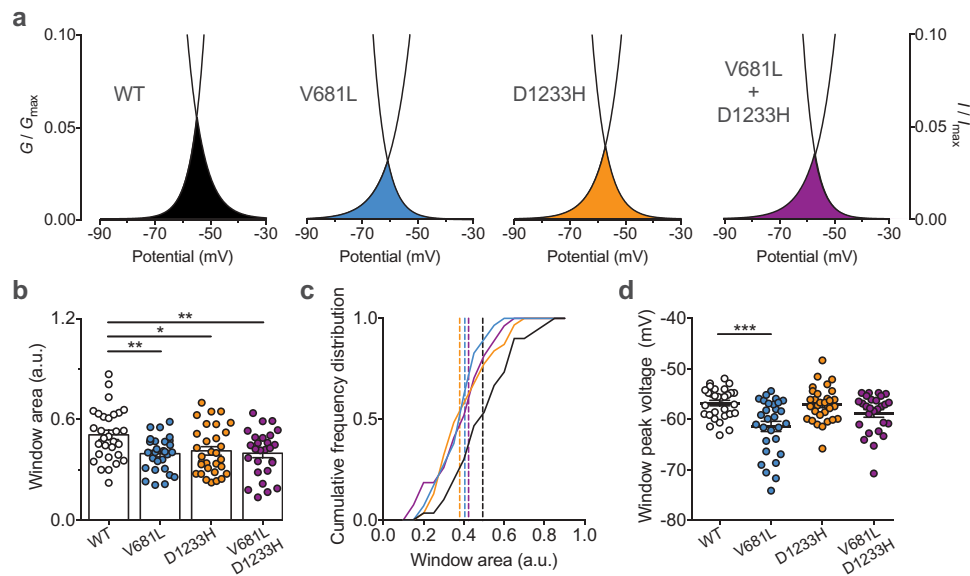 a
0.10
0.05
0.00
G / Gmax
WT
V681L
D1233H
V681L
+
D1233H
0.10
0.05
0.00
I / Imax
-90 -70 -50 -30
-90 -70 -50 -30
-90 -70 -50 -30
-90 -70 -50 -30
Potential (mV)
Potential (mV)
Potential (mV)
Potential (mV)
b
Window area (a.u.)
1.2
0.6
0.0
**
*
**
WT
V681L
D1233H
V681L
D1233H
c
Cumulative frequency distribution
1.0
0.5
0.0
0.0 0.2 0.4 0.6 0.8 1.0
Window area (a.u.)
d
Window peak voltage (mV)
-40
-50
-60
-70
-80
***
WT
V681L
D1233H
V681L
D1233H